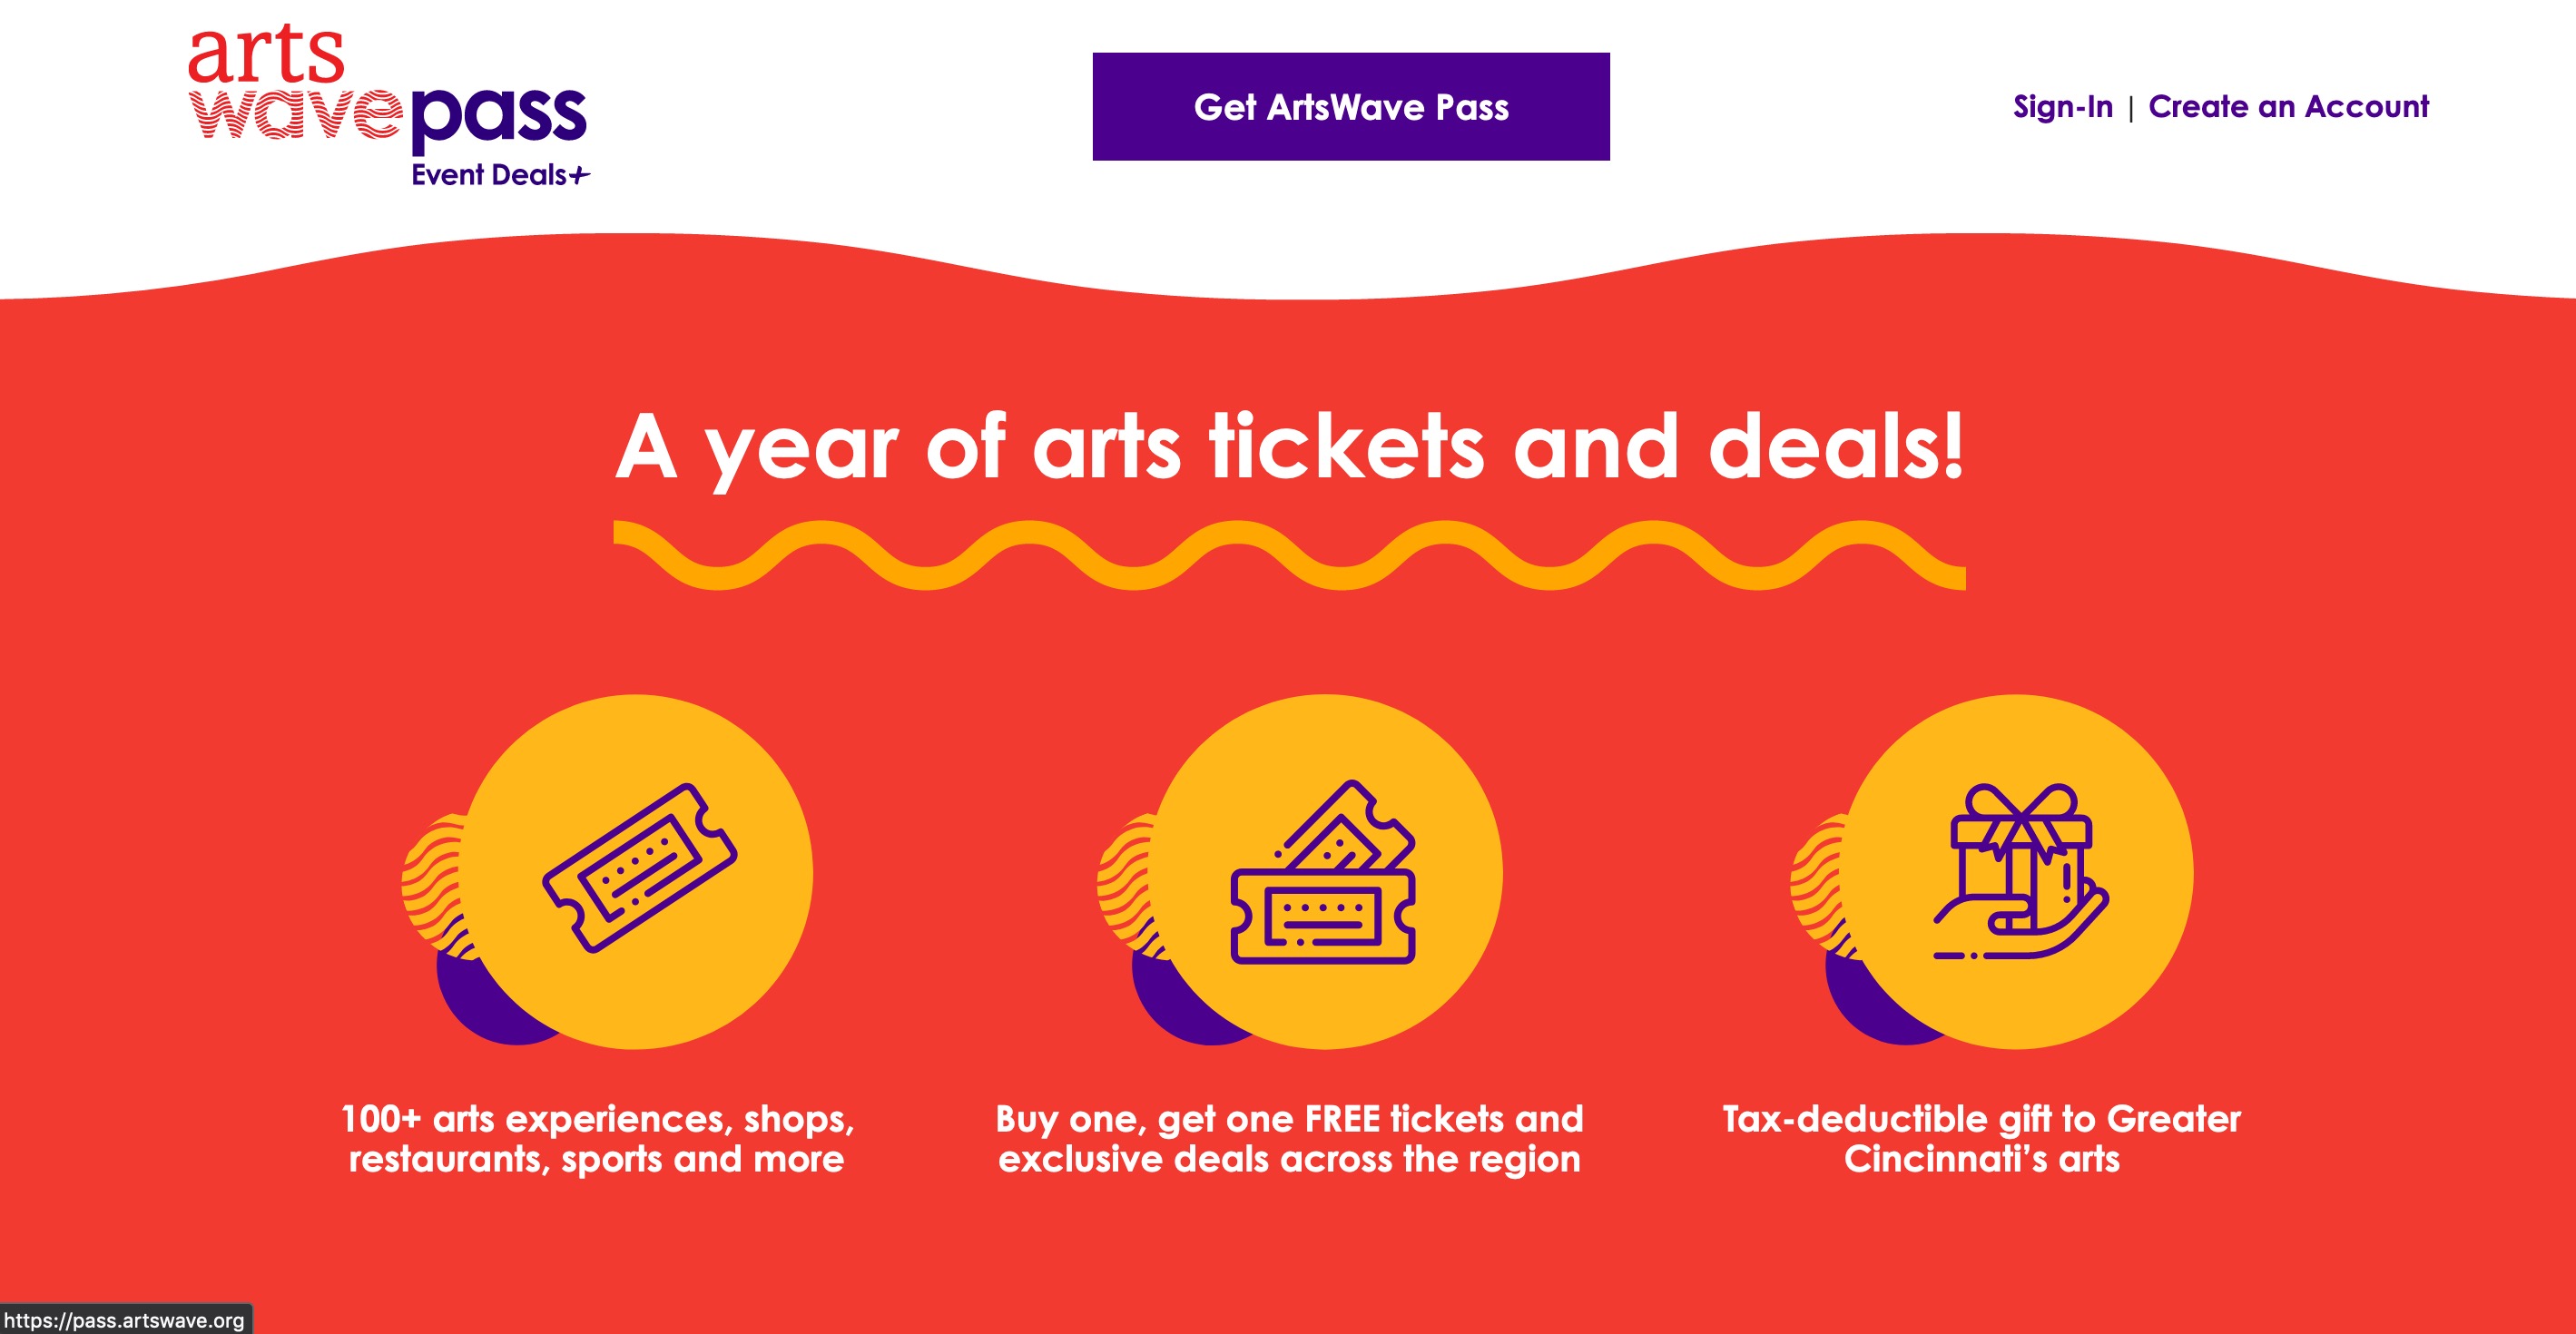 arts
wavepass
Event Deals+
Get ArtsWave Pass
Sign-In | Create an Account
A year of arts tickets and deals!
100+ arts experiences, shops,
restaurants, sports and more
Buy one, get one FREE tickets and
exclusive deals across the region
Tax-deductible gift to Greater
Cincinnati’s arts
https://pass.artswave.org